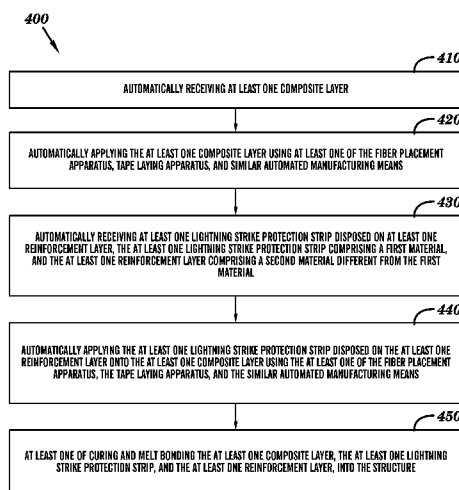 400
410
AUTOMATICALLY RECEIVING AT LEAST ONE COMPOSITE LAYER
420
AUTOMATICALLY APPLYING THE AT LEAST ONE COMPOSITE LAYER USING AT LEAST ONE OF THE FIBER PLACEMENT
APPARATUS, TAPE LAYING APPARATUS, AND SIMILAR AUTOMATED MANUFACTURING MEANS
430
AUTOMATICALLY RECEIVING AT LEAST ONE LIGHTNING STRIKE PROTECTION STRIP DISPOSED ON AT LEAST ONE
REINFORCEMENT LAYER, THE AT LEAST ONE LIGHTNING STRIKE PROTECTION STRIP COMPRISING A FIRST MATERIAL,
AND THE AT LEAST ONE REINFORCEMENT LAYER COMPRISING A SECOND MATERIAL DIFFERENT FROM THE FIRST
MATERIAL
440
AUTOMATICALLY APPLYING THE AT LEAST ONE LIGHTNING STRIKE PROTECTION STRIP DISPOSED ON THE AT LEAST ONE
REINFORCEMENT LAYER ONTO THE AT LEAST ONE COMPOSITE LAYER USING THE AT LEAST ONE OF THE FIBER PLACEMENT
APPARATUS, THE TAPE LAYING APPARATUS, AND THE SIMILAR AUTOMATED MANUFACTURING MEANS
450
AT LEAST ONE OF CURING AND MELT BONDING THE AT LEAST ONE COMPOSITE LAYER, THE AT LEAST ONE LIGHTNING
STRIKE PROTECTION STRIP, AND THE AT LEAST ONE REINFORCEMENT LAYER, INTO THE STRUCTURE